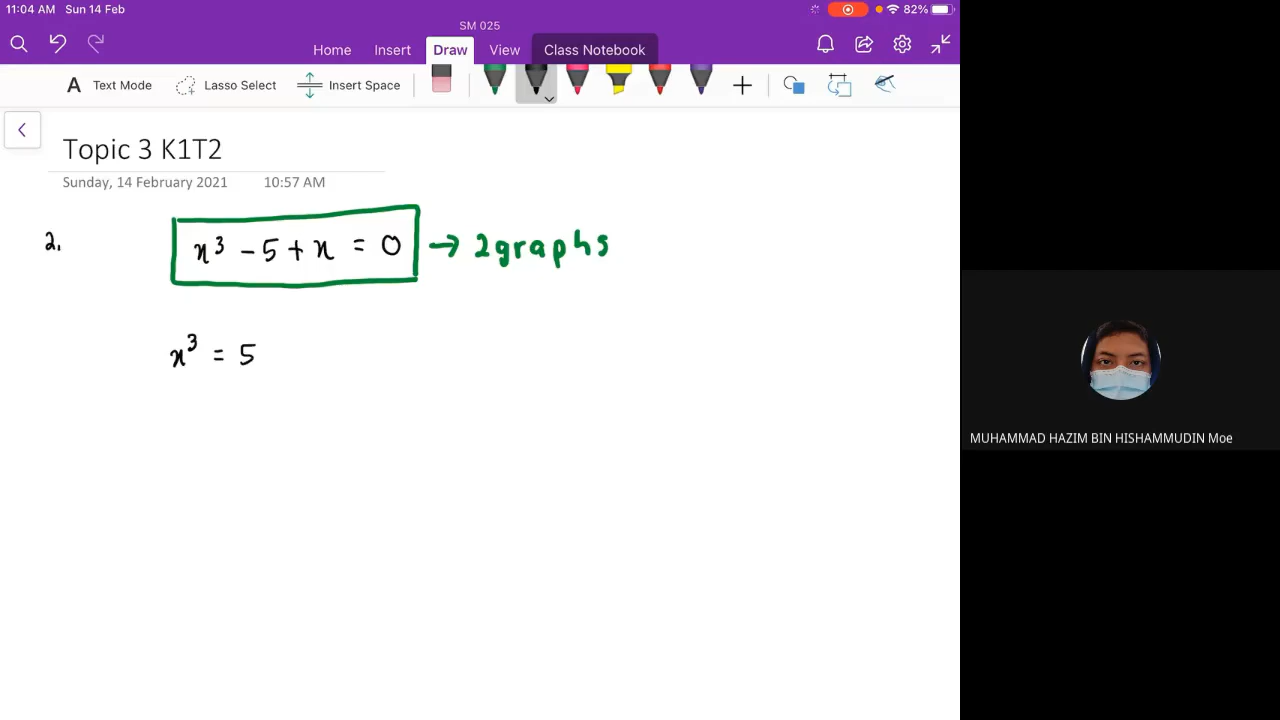 11:04 AM Sun 14 Feb 82%
SM 025
Home Insert Draw View Class Notebook
A Text Mode Lasso Select Insert Space
Topic 3 K1T2
Sunday, 14 February 2021 10:57 AM
2. x³ - 5 + x = 0 → 2 graphs
x³ = 5
MUHAMMAD HAZIM BIN HISHAMMUDIN Moe